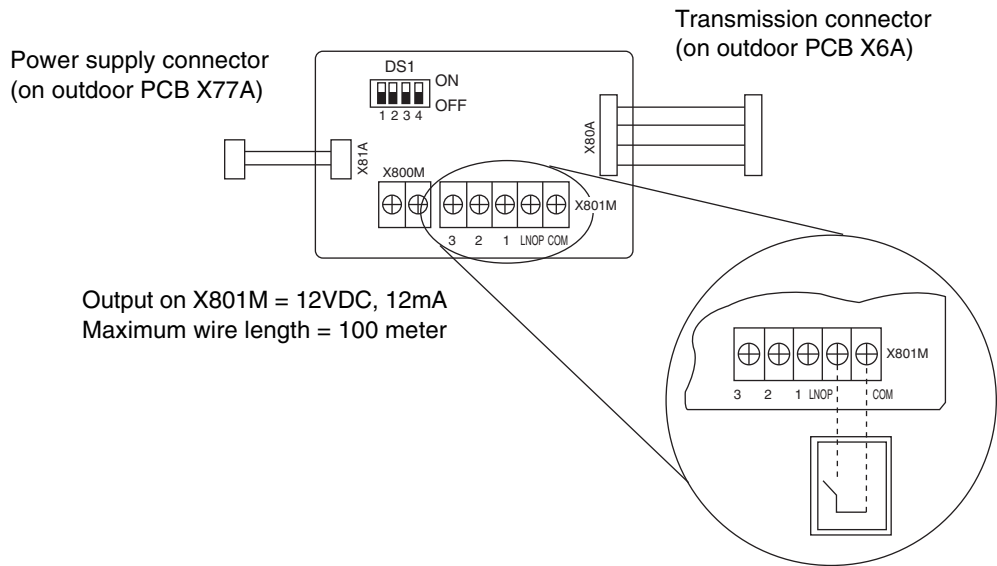 Transmission connector
(on outdoor PCB X6A)
Power supply connector
(on outdoor PCB X77A)
DS1
ON
OFF
1 2 3 4
X80A
X81A
X800M
X801M
3 2 1 LNOP COM
Output on X801M = 12VDC, 12mA
Maximum wire length = 100 meter
X801M
3 2 1 LNOP COM